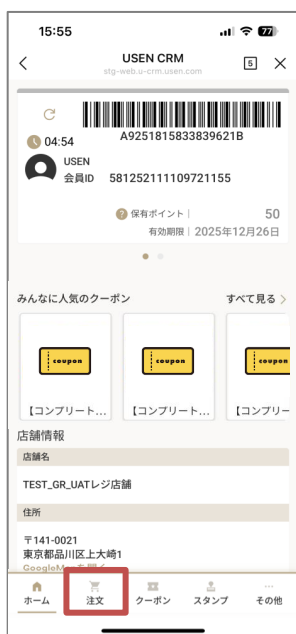 15:55
77
USEN CRM
stg-web.u-crm.usen.com
5
A9251815833839621B
04:54
USEN
会員ID 581252111109721155
? 保有ポイント | 50
有効期限 | 2025年12月26日
みんなに人気のクーポン すべて見る >
coupon coupon coupon
【コンプリート... 【コンプリート... 【コンプリー
店舗情報
店舗名
TEST_GR_UATレジ店舗
住所
〒141-0021
東京都品川区上大崎1
ホーム 注文 クーポン スタンプ その他